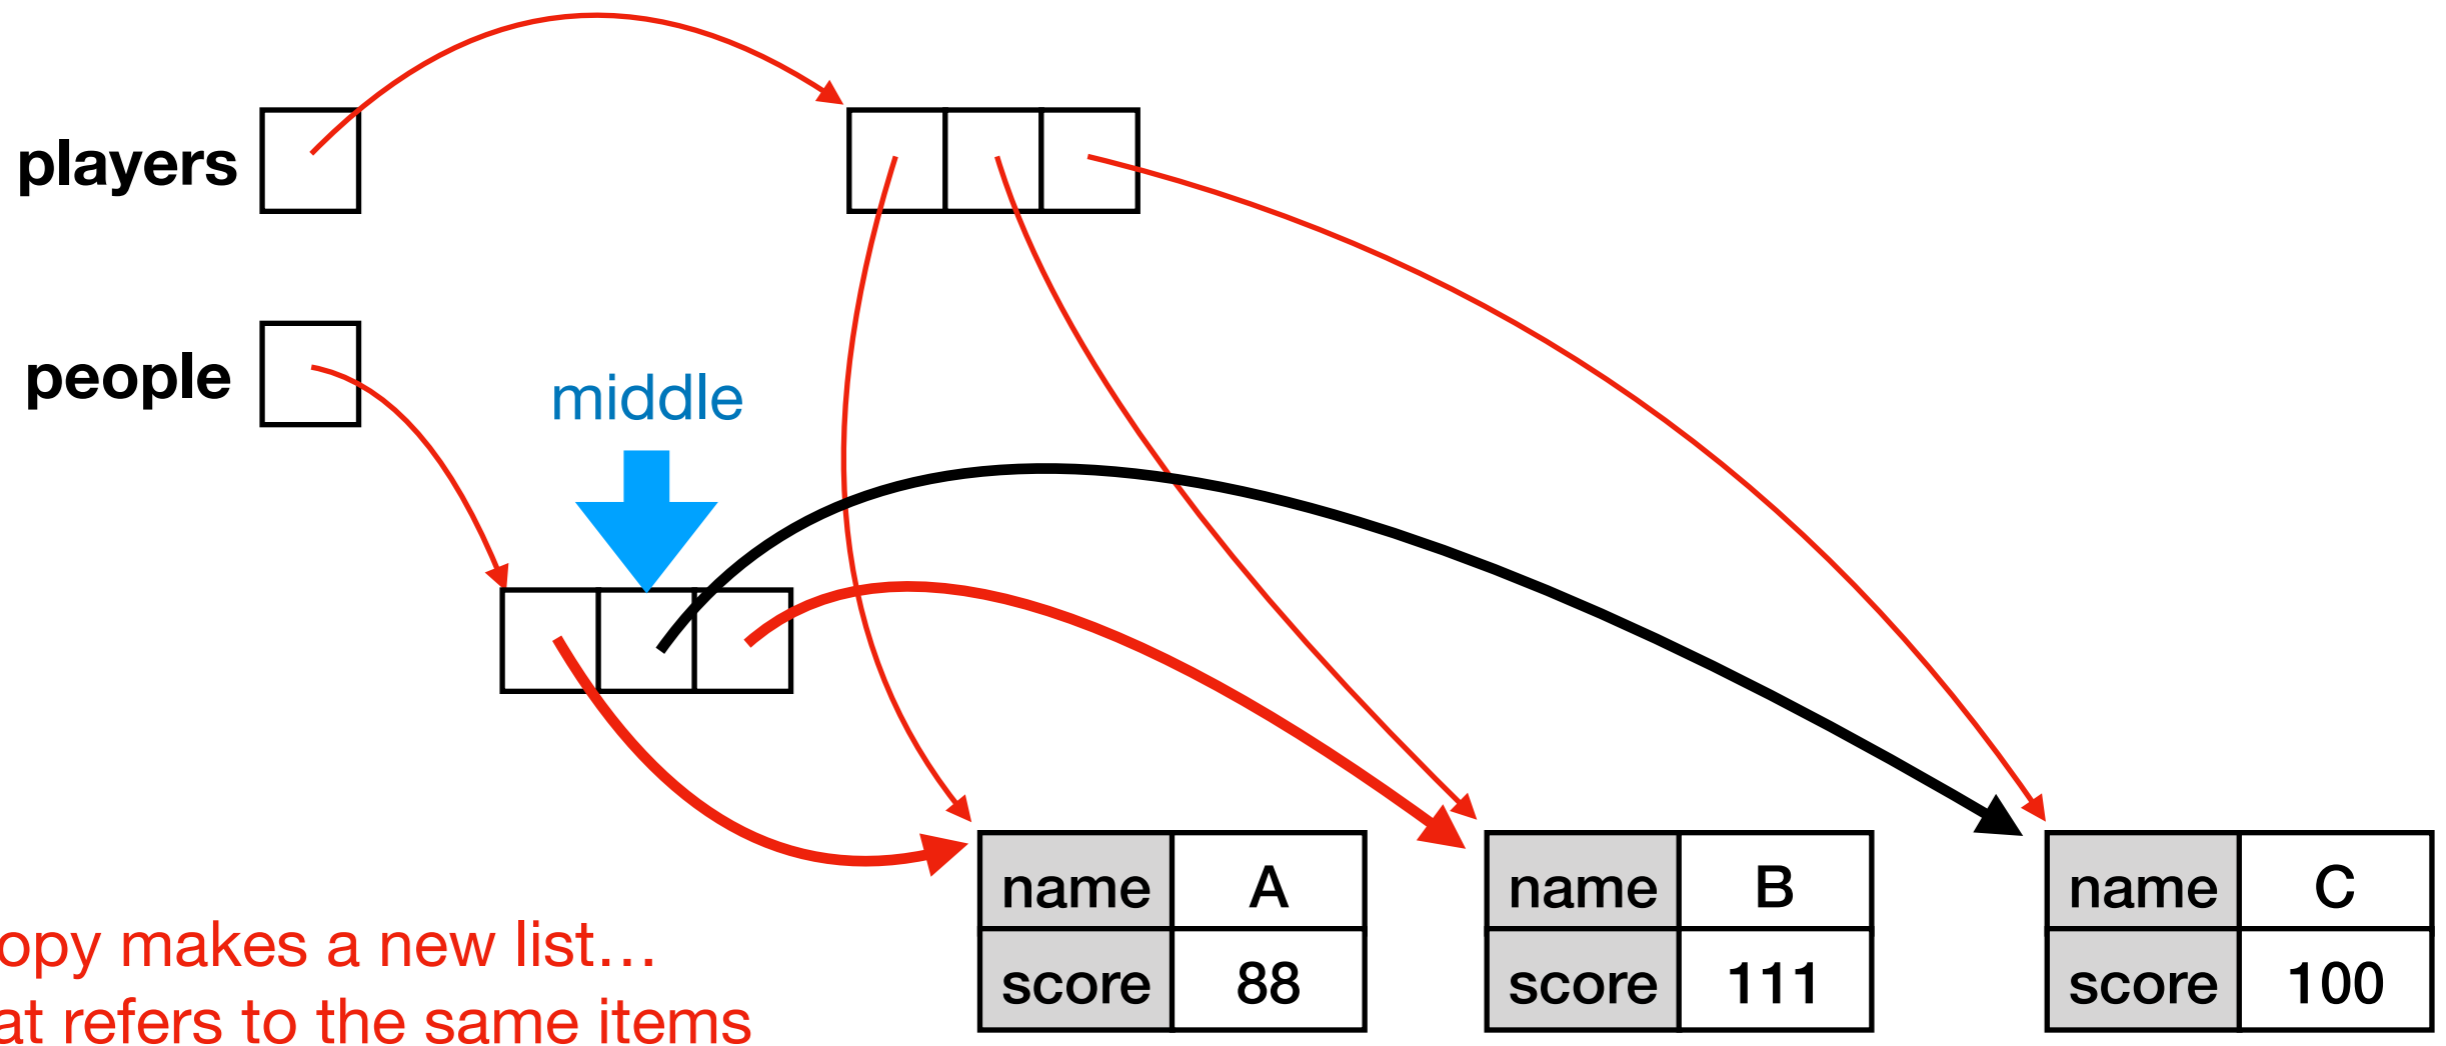 players
people
middle
name A
score 88
name B
score 111
name C
score 100
opy makes a new list…
at refers to the same items